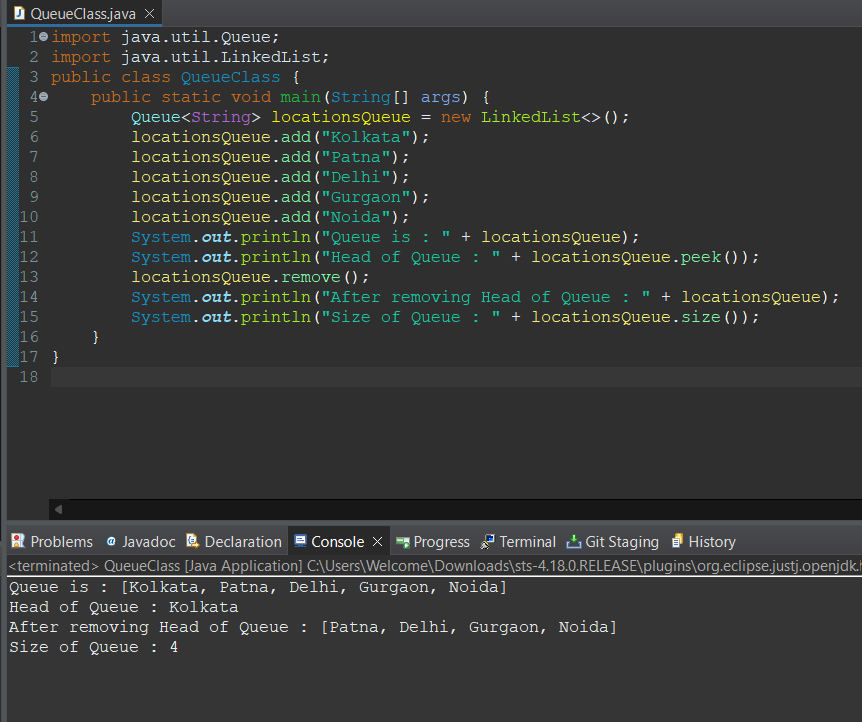 QueueClass.java
1 import java.util.Queue;
2 import java.util.LinkedList;
3 public class QueueClass {
4     public static void main(String[] args) {
5         Queue<String> locationsQueue = new LinkedList<>();
6         locationsQueue.add("Kolkata");
7         locationsQueue.add("Patna");
8         locationsQueue.add("Delhi");
9         locationsQueue.add("Gurgaon");
10         locationsQueue.add("Noida");
11         System.out.println("Queue is : " + locationsQueue);
12         System.out.println("Head of Queue : " + locationsQueue.peek());
13         locationsQueue.remove();
14         System.out.println("After removing Head of Queue : " + locationsQueue);
15         System.out.println("Size of Queue : " + locationsQueue.size());
16     }
17 }
18
Problems @ Javadoc Declaration Console Progress Terminal Git Staging History
<terminated> QueueClass [Java Application] C:\Users\Welcome\Downloads\sts-4.18.0.RELEASE\plugins\org.eclipse.justj.openjdk.
Queue is : [Kolkata, Patna, Delhi, Gurgaon, Noida]
Head of Queue : Kolkata
After removing Head of Queue : [Patna, Delhi, Gurgaon, Noida]
Size of Queue : 4